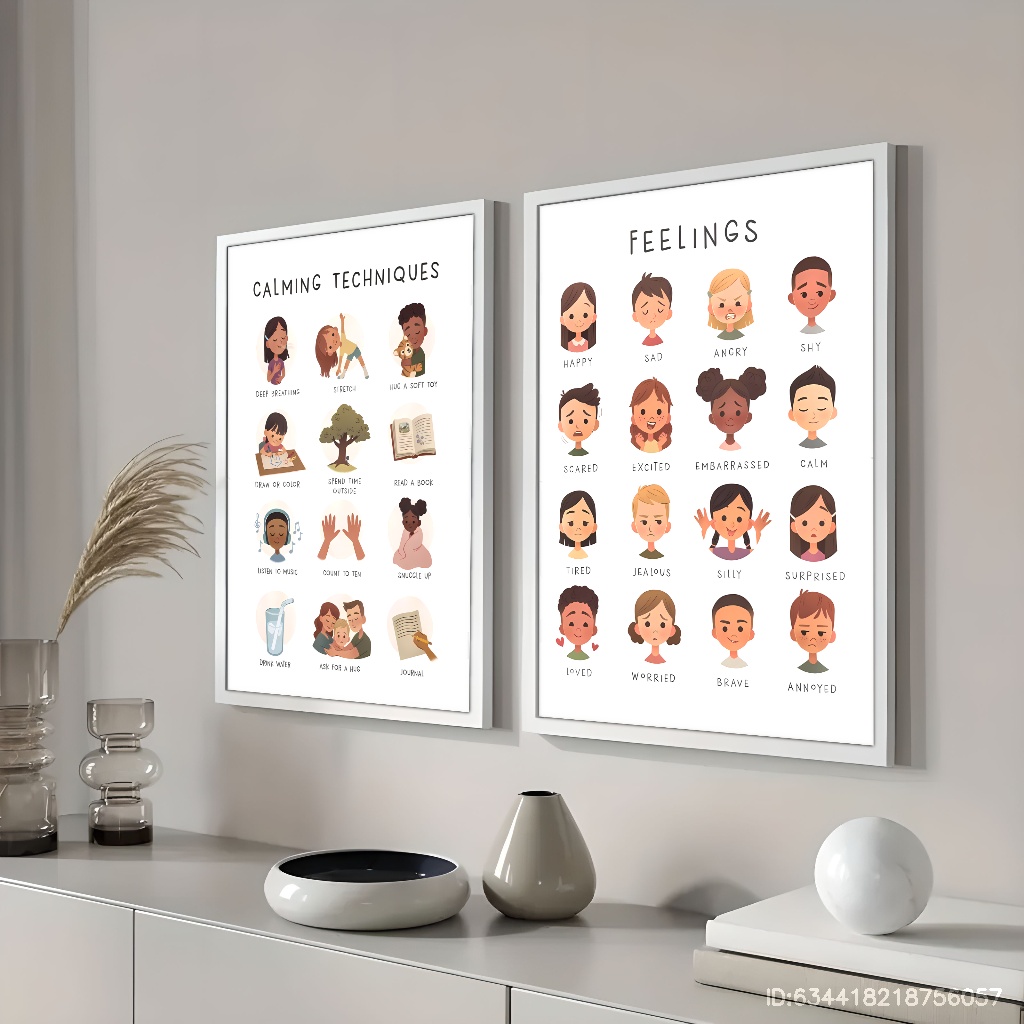 CALMING TECHNIQUES
DEEP BREATHING
STRETCH
HUG A SOFT TOY
DRAW OR COLOR
SPEND TIME
OUTSIDE
READ A BOOK
LISTEN TO MUSIC
COUNT TO TEN
SNUGGLE UP
DRINK WATER
ASK FOR A HUG
JOURNAL
FEELINGS
HAPPY
SAD
ANGRY
SHY
SCARED
EXCITED
EMBARRASSED
CALM
TIRED
JEALOUS
SILLY
SURPRISED
LOVED
WORRIED
BRAVE
ANNOYED
ID:634418218756057